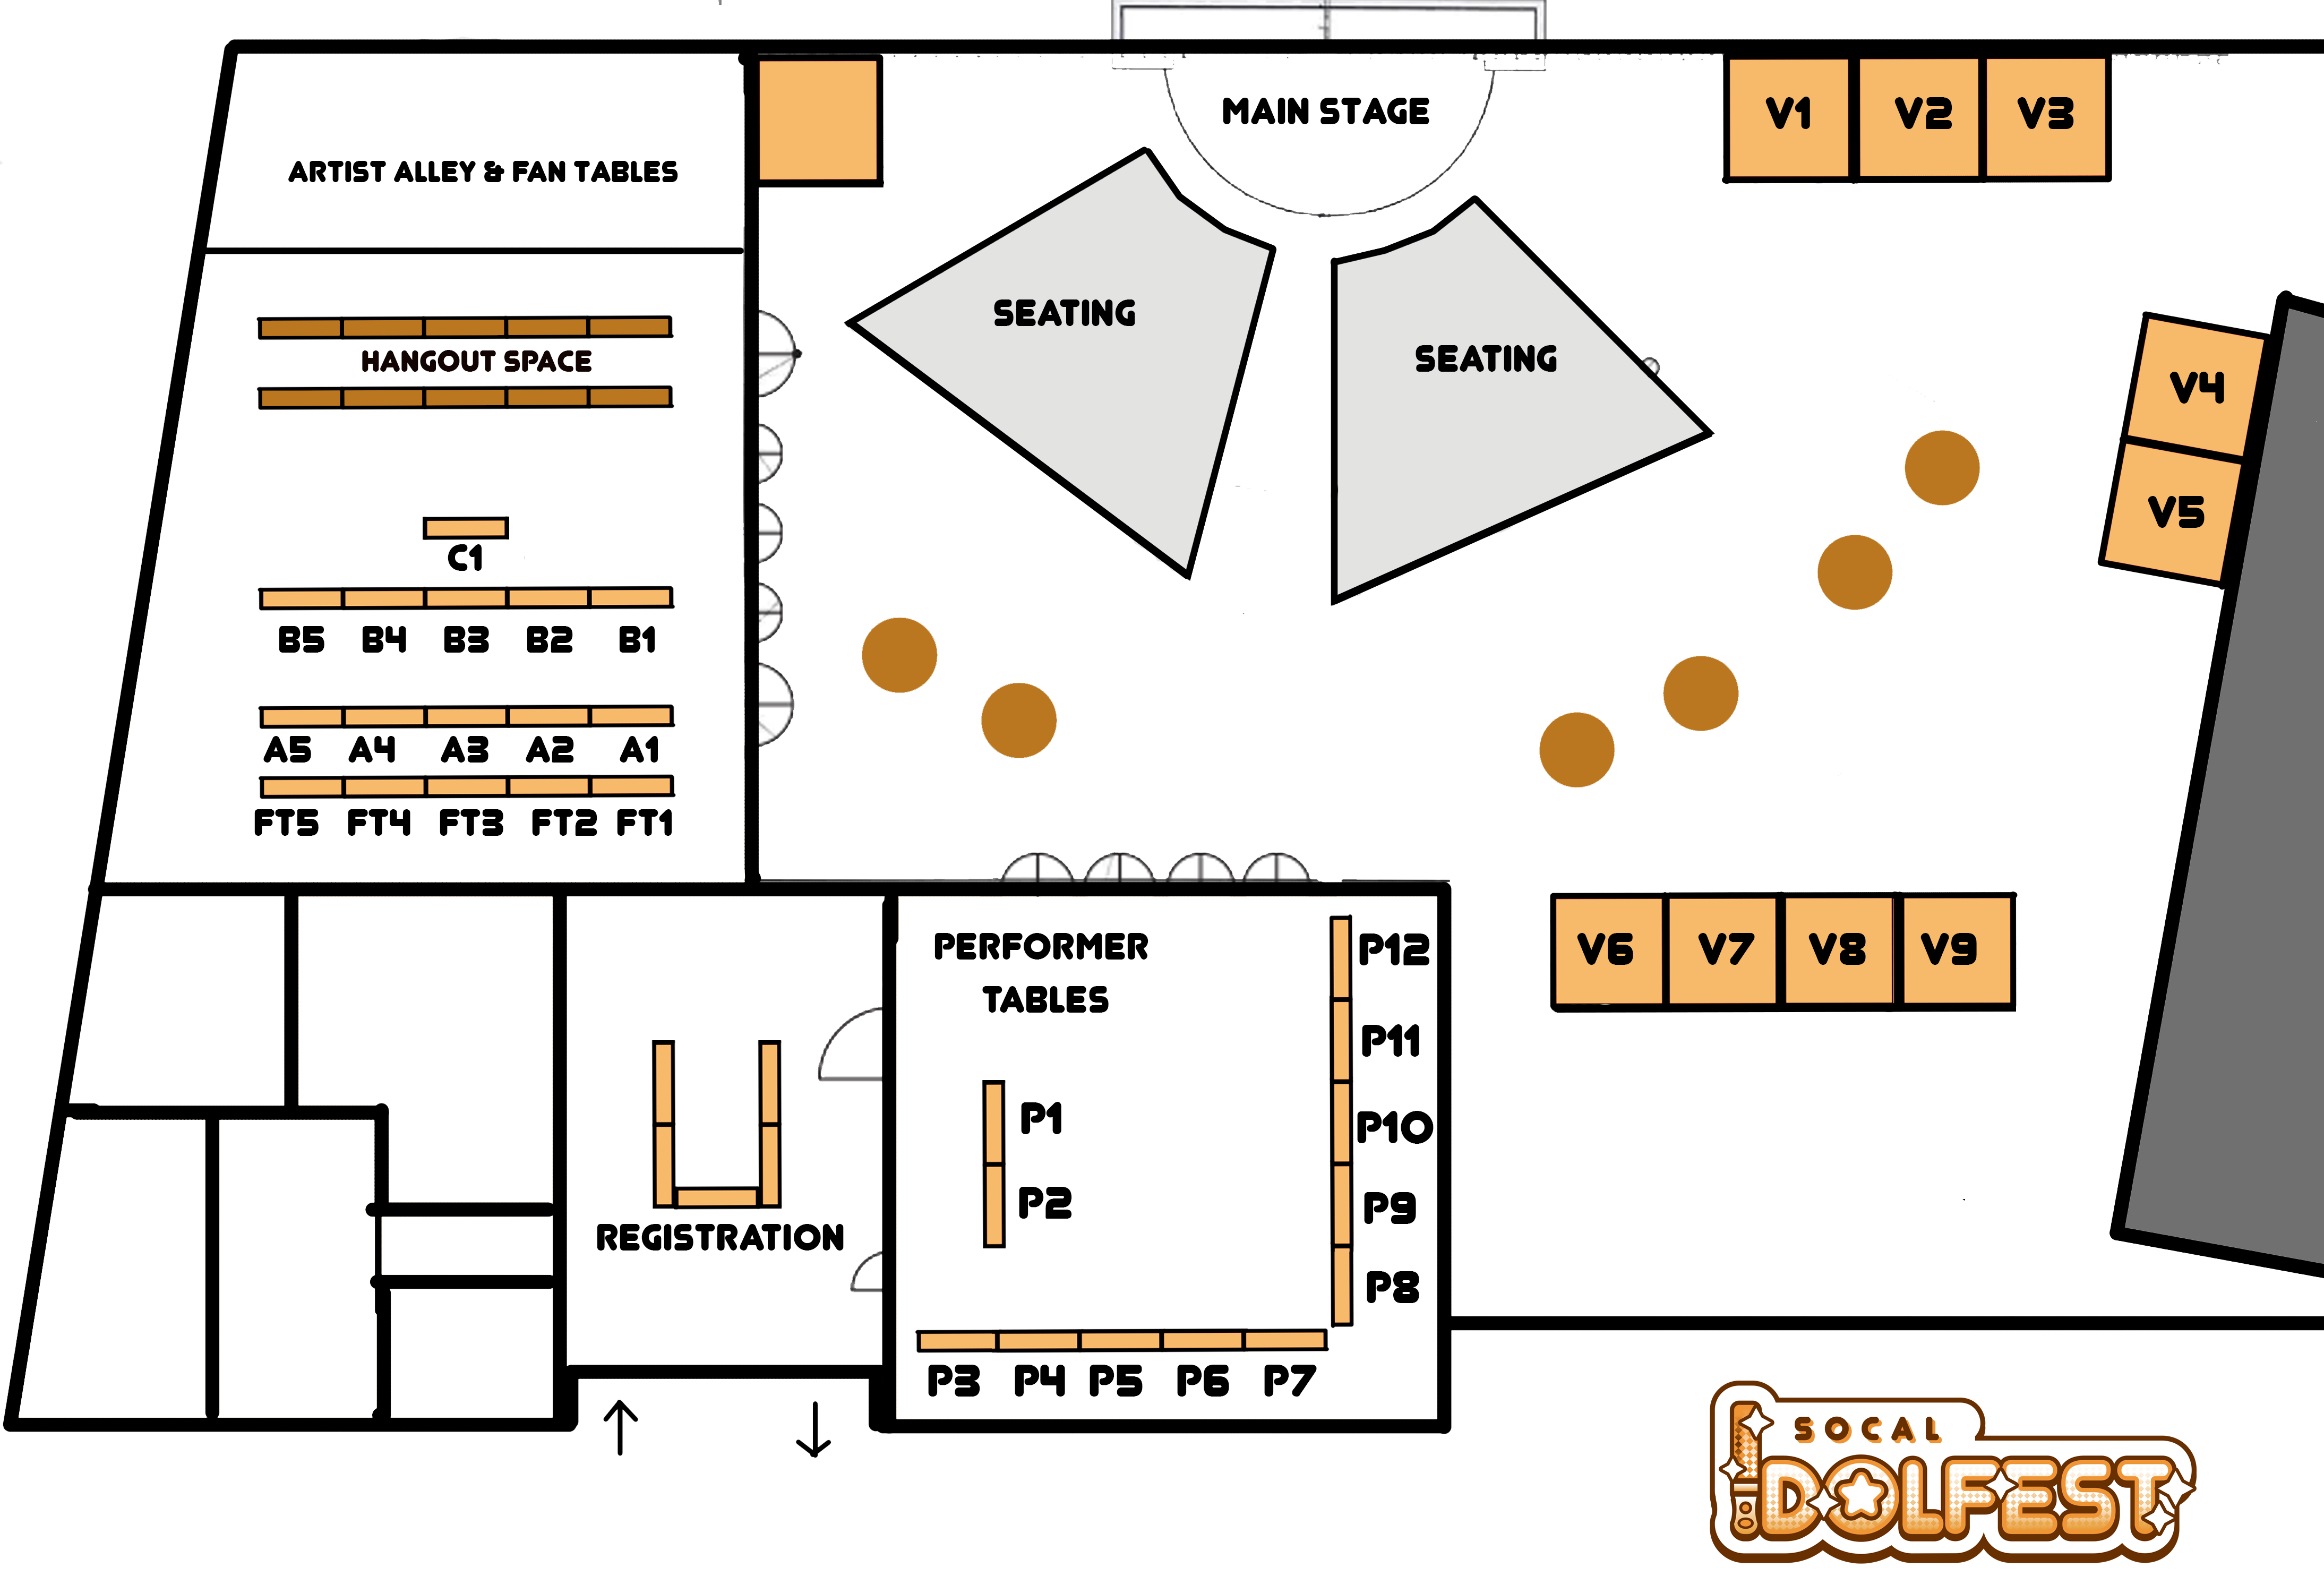 MAIN STAGE
V1 V2 V3
ARTIST ALLEY & FAN TABLES
SEATING
SEATING
HANGOUT SPACE
V4
V5
C1
B5 B4 B3 B2 B1
A5 A4 A3 A2 A1
FT5 FT4 FT3 FT2 FT1
PERFORMER
TABLES
P12
P11
P10
P9
P8
P1
P2
P3 P4 P5 P6 P7
REGISTRATION
V6 V7 V8 V9
SOCAL
IDOLFEST